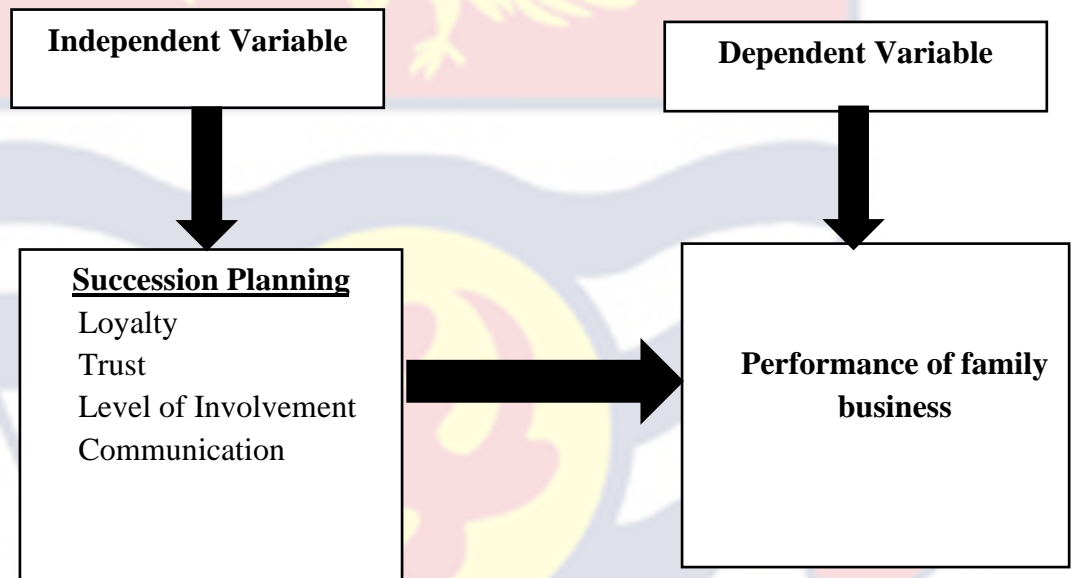 Independent Variable
Dependent Variable
Succession Planning
Loyalty
Trust
Level of Involvement
Communication
Performance of family
business